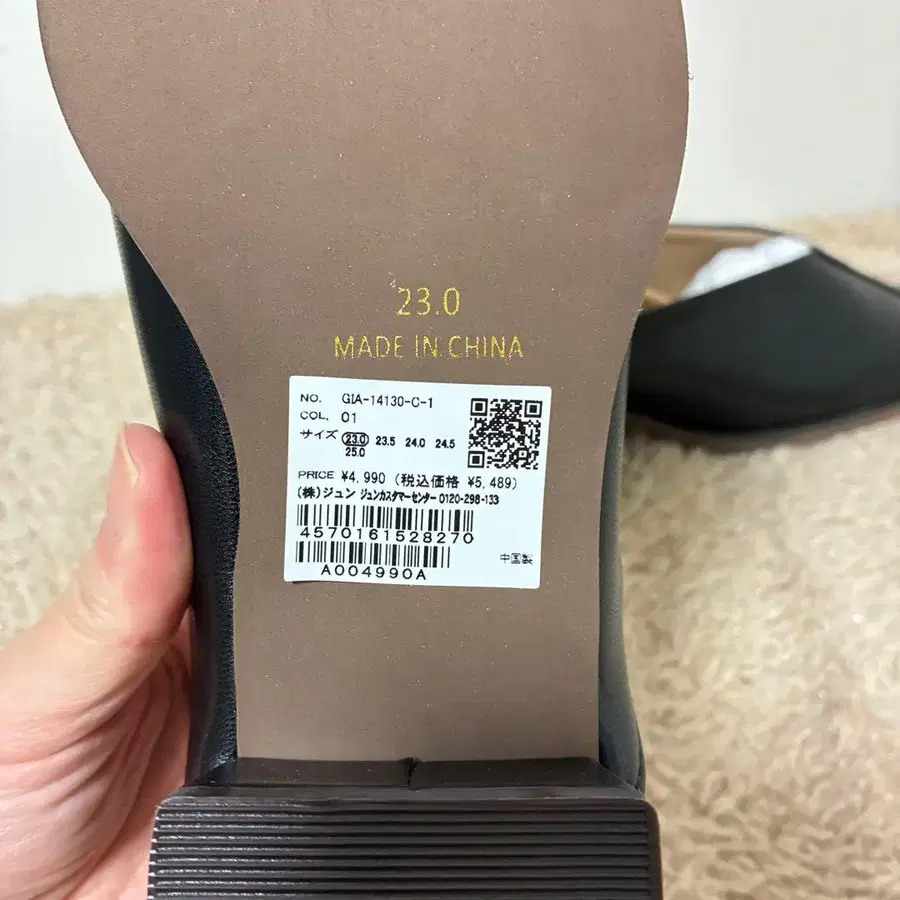 23.0
MADE IN CHINA
NO. GIA-14130-C-1
COL. 01
サイズ 23.0 23.5 24.0 24.5
25.0
PRICE ¥4,990 (税込価格 ¥5,489)
(株)ジュン ジュンカスタマーセンター 0120-298-133
4570161528270
中国製
A004990A